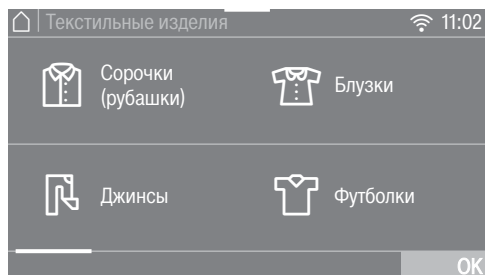 Текстильные изделия 11:02
Сорочки
(рубашки)
Блузки
Джинсы
Футболки
OK